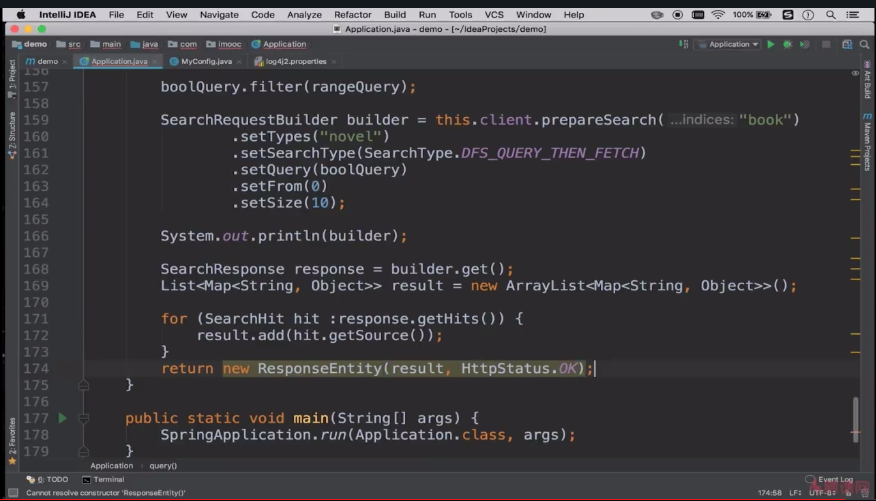 IntelliJ IDEA File Edit View Navigate Code Analyze Refactor Build Run Tools VCS Window Help 100%
Application.java - demo - [~/IdeaProjects/demo]
demo src main java com imooc Application Application
demo Application.java MyConfig.java log4j2.properties
1: Project
Z: Structure
2: Favorites
Ant Build
Maven Projects
156
157 boolQuery.filter(rangeQuery);
158
159 SearchRequestBuilder builder = this.client.prepareSearch( ...indices: "book")
160 .setTypes("novel")
161 .setSearchType(SearchType.DFS_QUERY_THEN_FETCH)
162 .setQuery(boolQuery)
163 .setFrom(0)
164 .setSize(10);
165
166 System.out.println(builder);
167
168 SearchResponse response = builder.get();
169 List<Map<String, Object>> result = new ArrayList<Map<String, Object>>();
170
171 for (SearchHit hit :response.getHits()) {
172 result.add(hit.getSource());
173 }
174 return new ResponseEntity(result, HttpStatus.OK);
175 }
176
177 public static void main(String[] args) {
178 SpringApplication.run(Application.class, args);
179 }
Application query()
6: TODO Terminal Event Log
Cannot resolve constructor 'ResponseEntity()' 174:58 LF÷ UTF-8÷